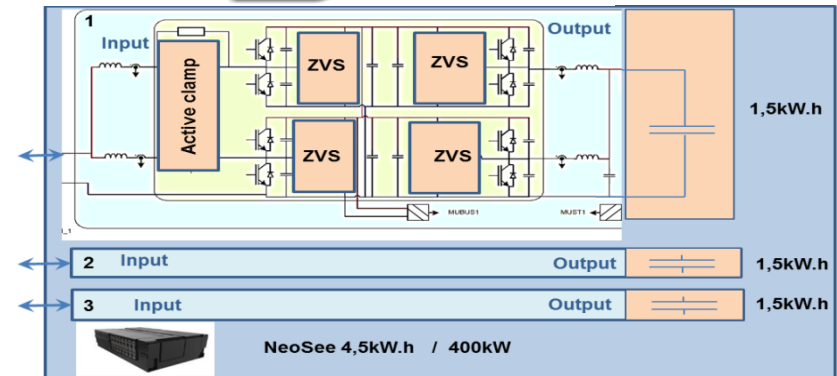 1
Input
Output
Active clamp
ZVS
ZVS
ZVS
ZVS
1,5kW.h
MUBUS1
MUST1
2 Input Output 1,5kW.h
3 Input Output 1,5kW.h
NeoSee 4,5kW.h / 400kW